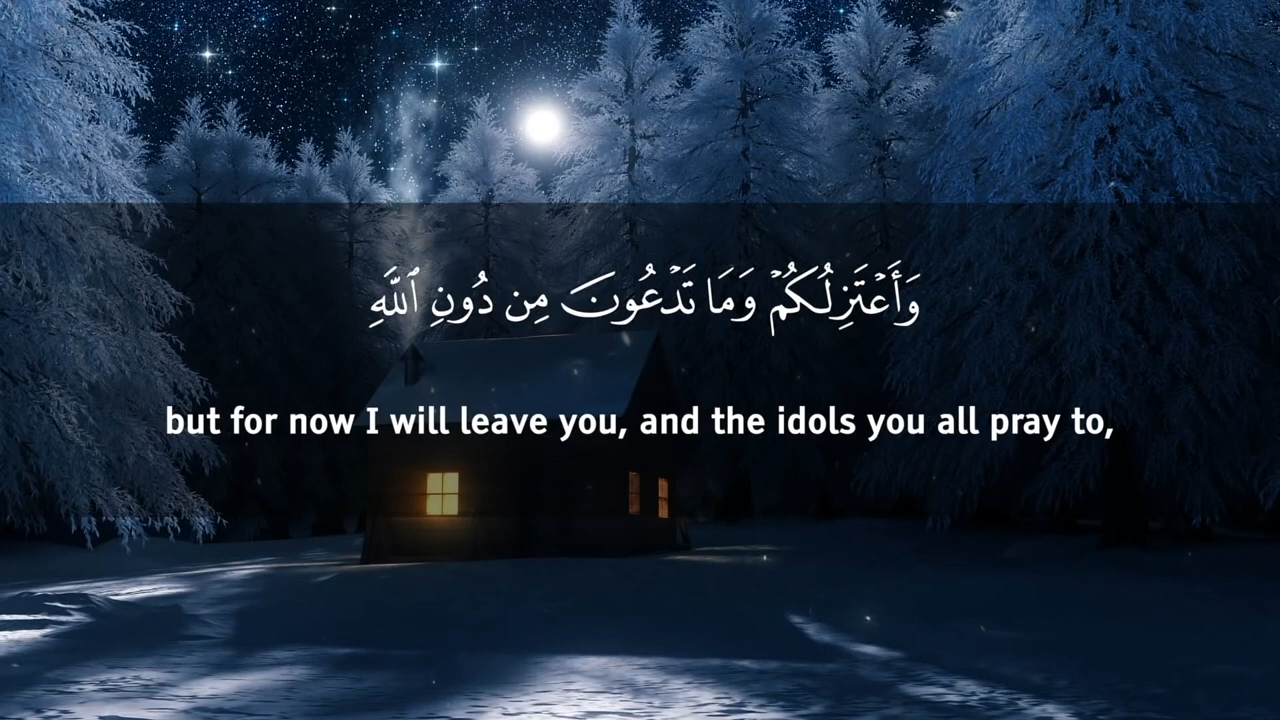 وَأَعۡتَزِلُكُمۡ وَمَا تَدۡعُونَ مِن دُونِ ٱللَّهِ
but for now I will leave you, and the idols you all pray to,